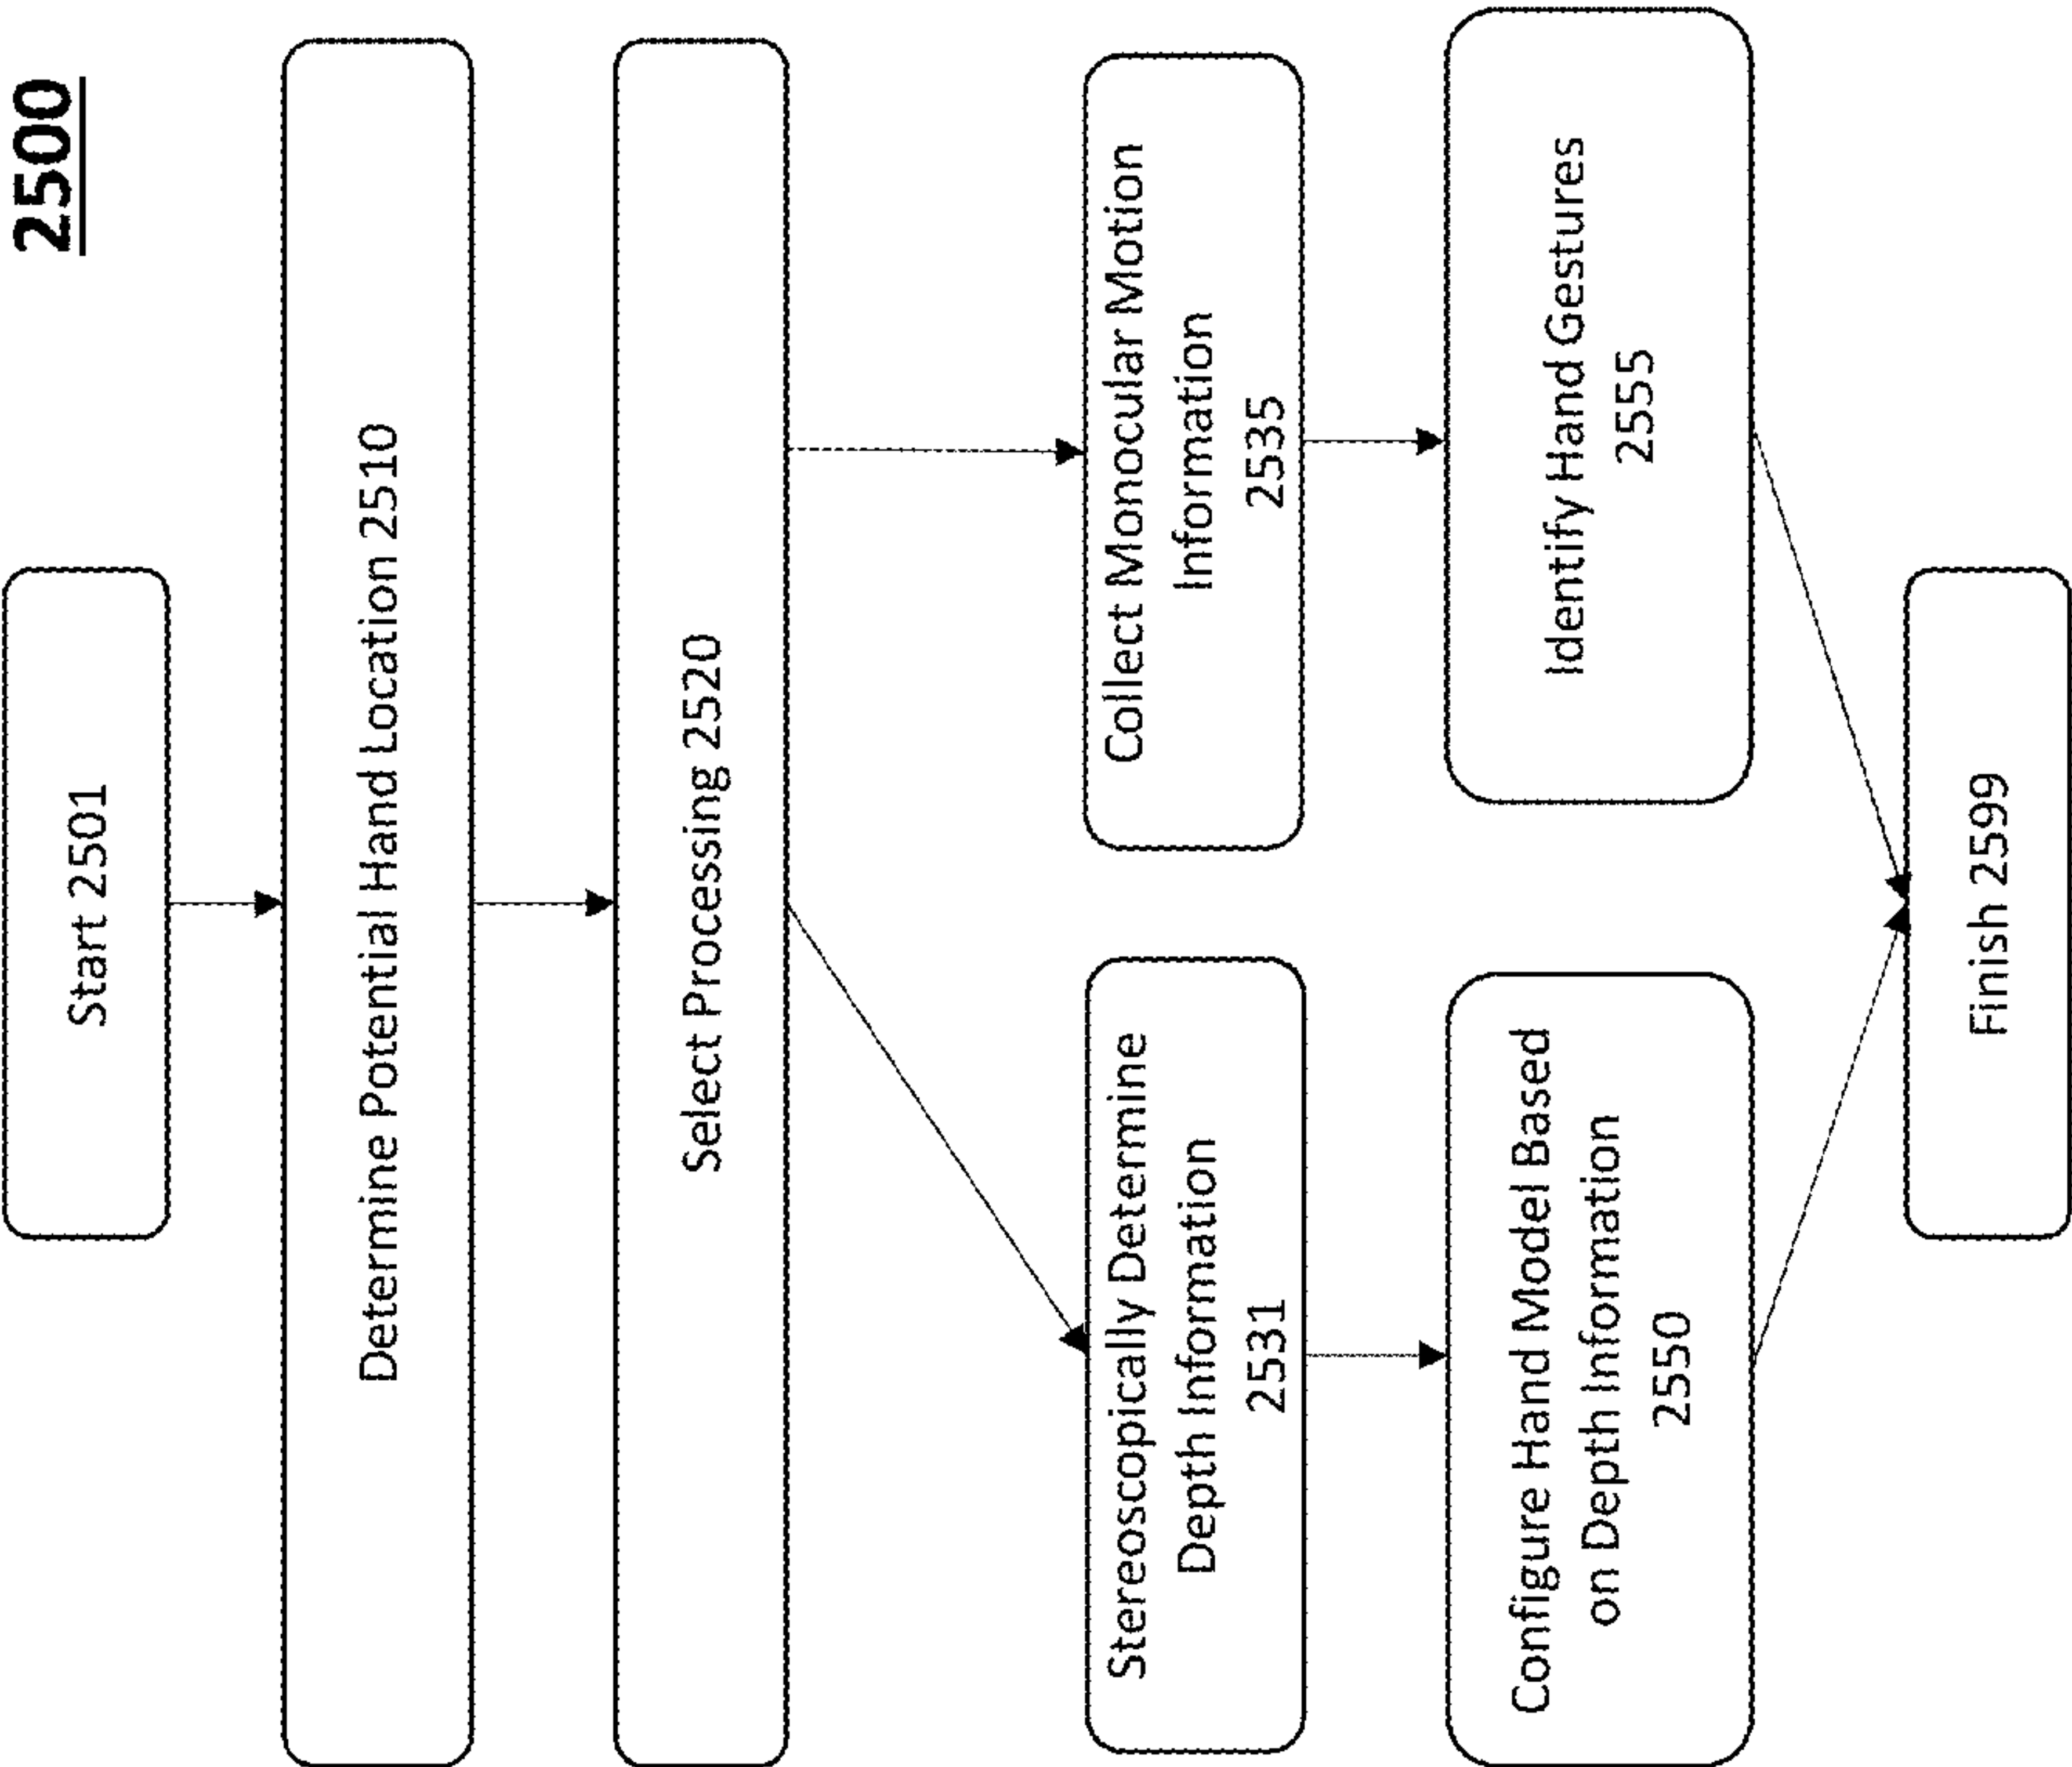 2500
Start 2501
Determine Potential Hand Location 2510
Select Processing 2520
Stereoscopically Determine
Depth Information
2531
Collect Monocular Motion
Information
2535
Configure Hand Model Based
on Depth Information
2550
Identify Hand Gestures
2555
Finish 2599